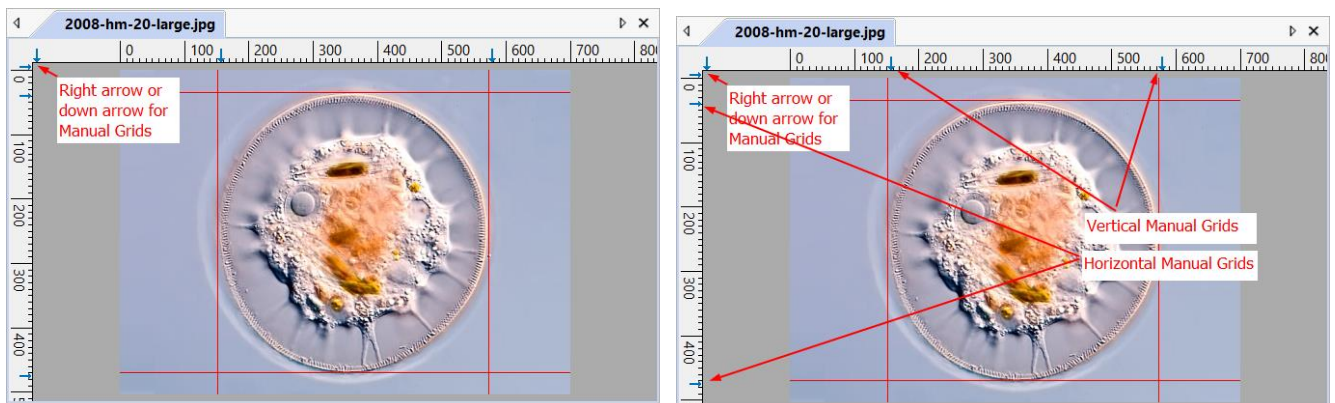 2008-hm-20-large.jpg
0 100 200 300 400 500 600 700 800
Right arrow or
down arrow for
Manual Grids
0
100
200
300
400
2008-hm-20-large.jpg
0 100 200 300 400 500 600 700
Right arrow or
down arrow for
Manual Grids
Vertical Manual Grids
Horizontal Manual Grids
0
100
200
300
400